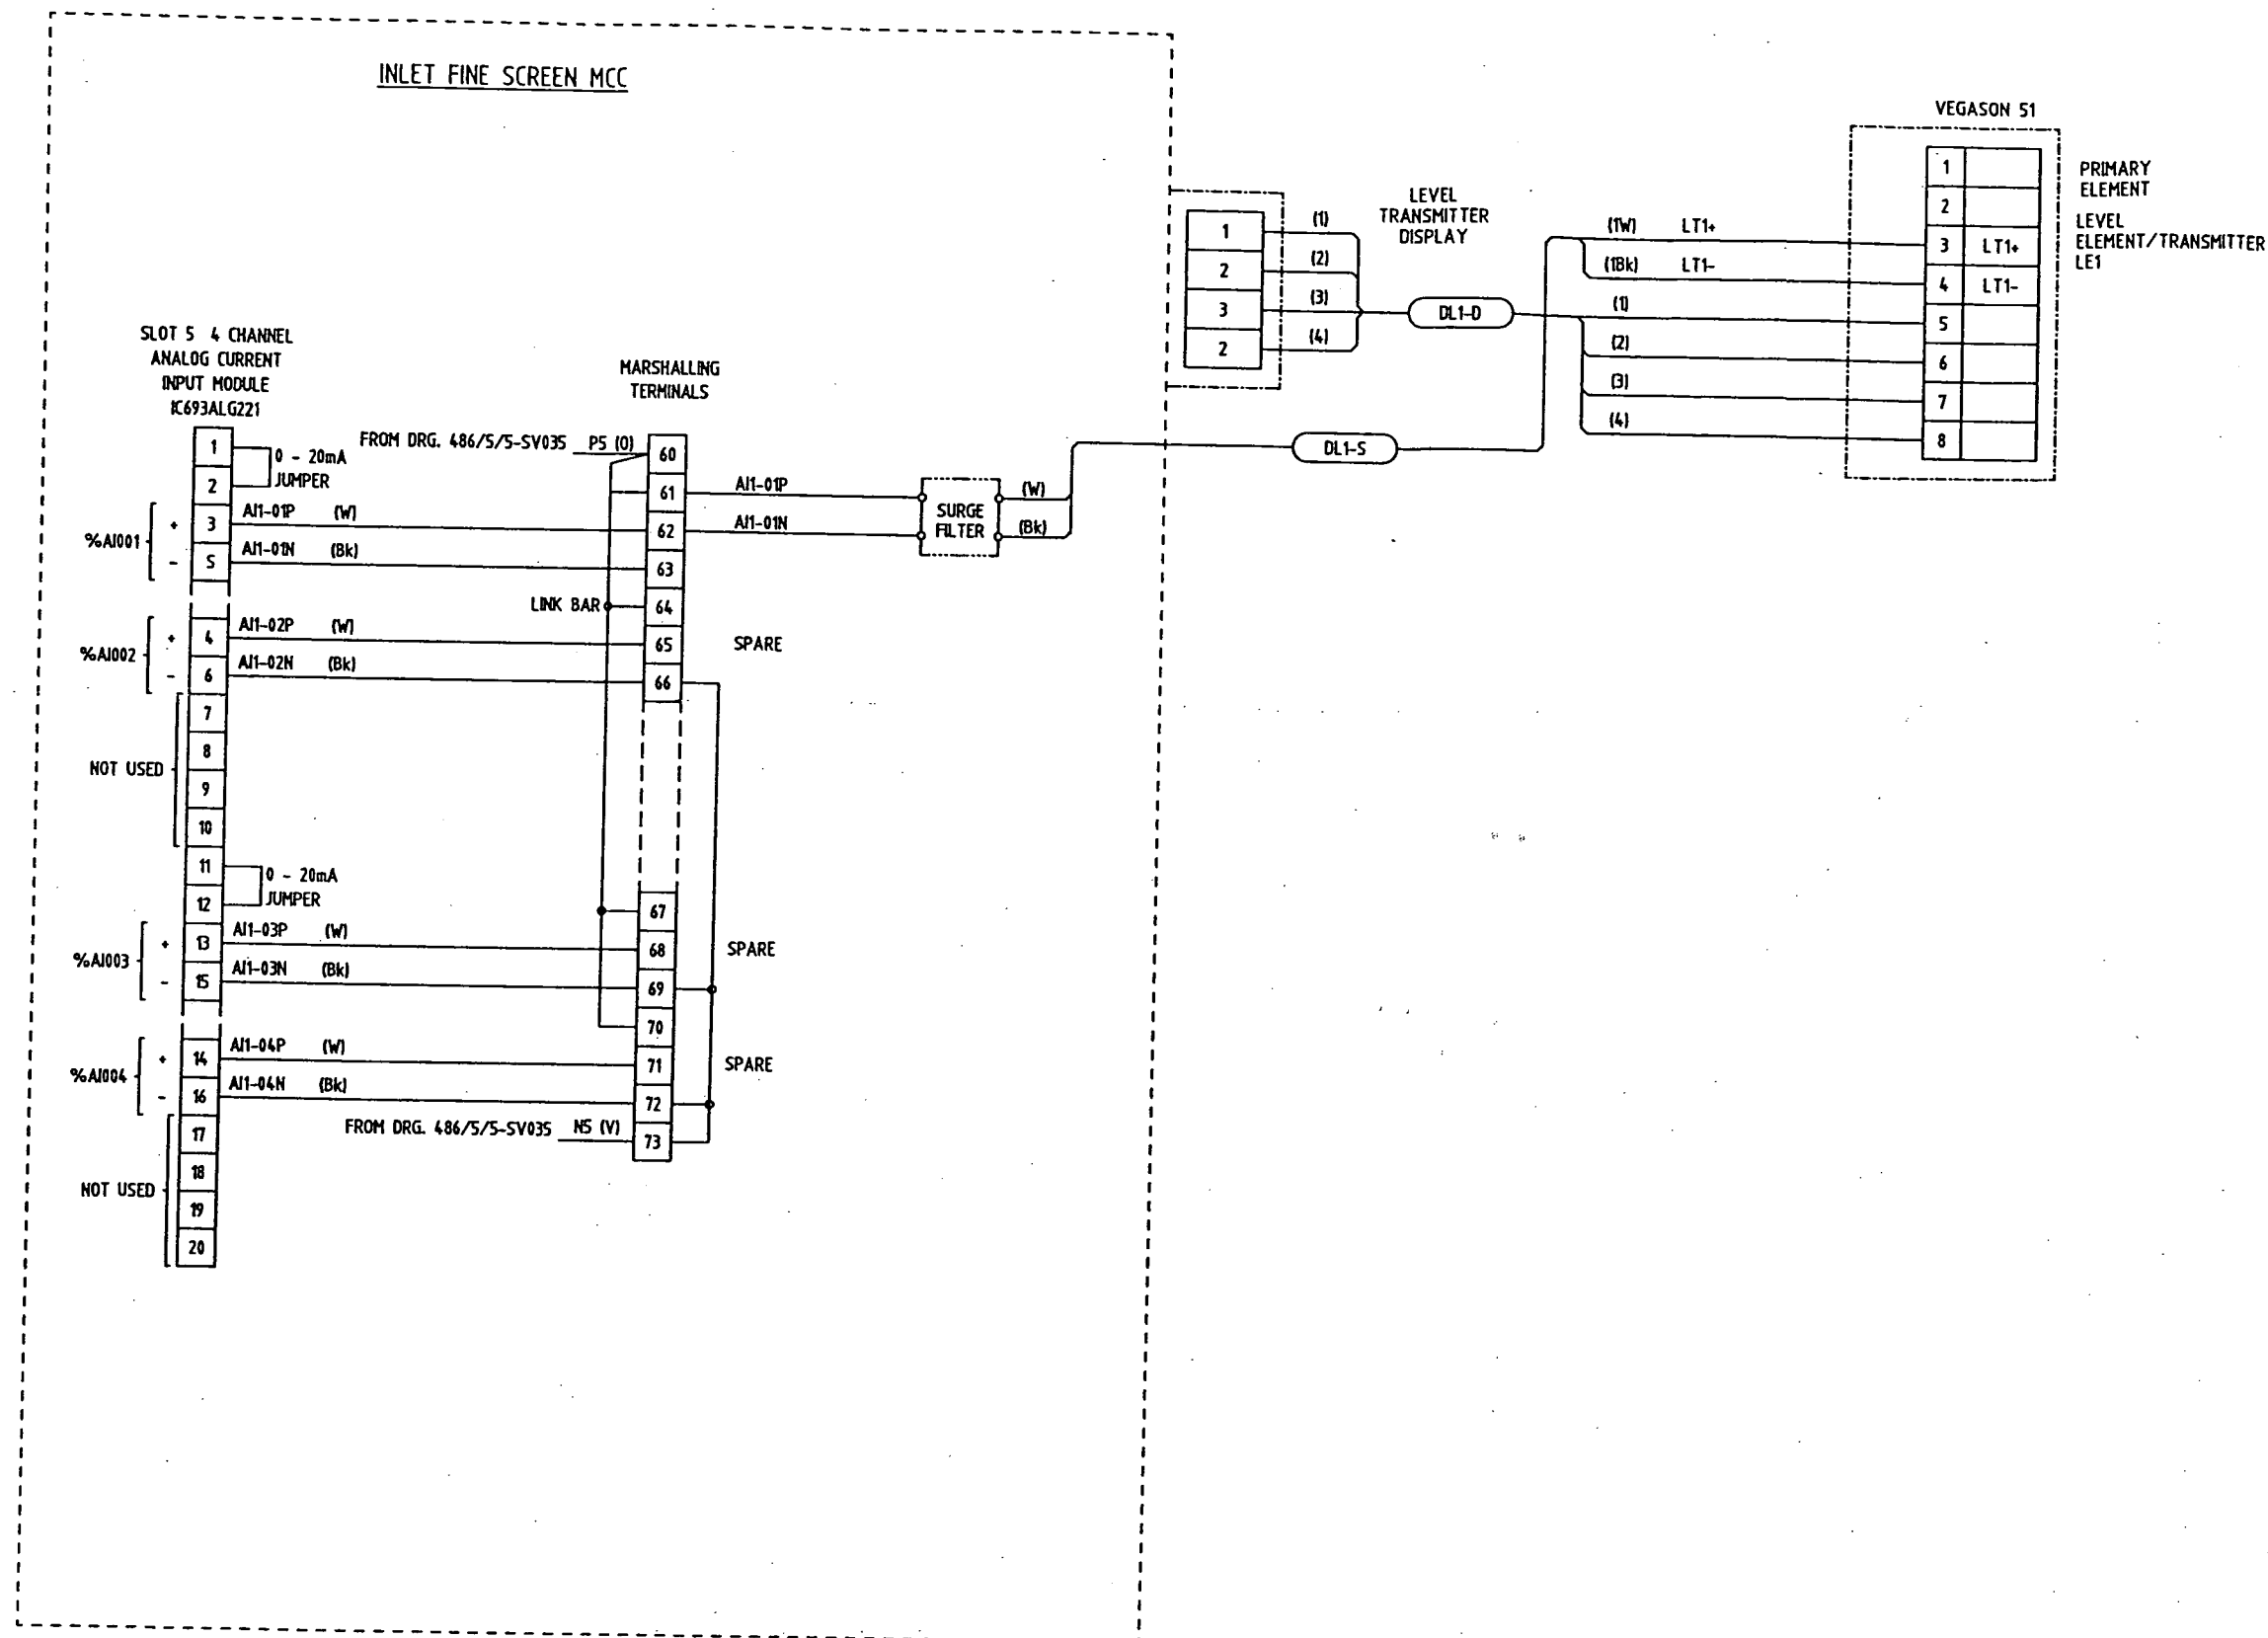 INLET FINE SCREEN MCC
VEGASON 51
1
2
3 LT1+
4 LT1-
5
6
7
8
PRIMARY
ELEMENT
LEVEL
ELEMENT/TRANSMITTER
LE1
LEVEL
TRANSMITTER
DISPLAY
1 (1)
2 (2)
3 (3)
2 (4)
DL1-D
(1W) LT1+
(1Bk) LT1-
(1)
(2)
(3)
(4)
DL1-S
SLOT 5 4 CHANNEL
ANALOG CURRENT
INPUT MODULE
IC693ALG221
MARSHALLING
TERMINALS
FROM DRG. 486/5/5-SV035 P5 (O)
1
2
0 - 20mA
JUMPER
%AI001
+ 3 AI1-01P (W)
- 5 AI1-01N (Bk)
%AI002
+ 4 AI1-02P (W)
- 6 AI1-02N (Bk)
7
8
9
10
NOT USED
11
12
0 - 20mA
JUMPER
%AI003
+ 13 AI1-03P (W)
- 15 AI1-03N (Bk)
%AI004
+ 14 AI1-04P (W)
- 16 AI1-04N (Bk)
17
18
19
20
NOT USED
LINK BAR
60
61 AI1-01P
62 AI1-01N
63
64
65 SPARE
66
67
68 SPARE
69
70
71 SPARE
72
73
FROM DRG. 486/5/5-SV035 N5 (V)
SURGE
FILTER
(W)
(Bk)